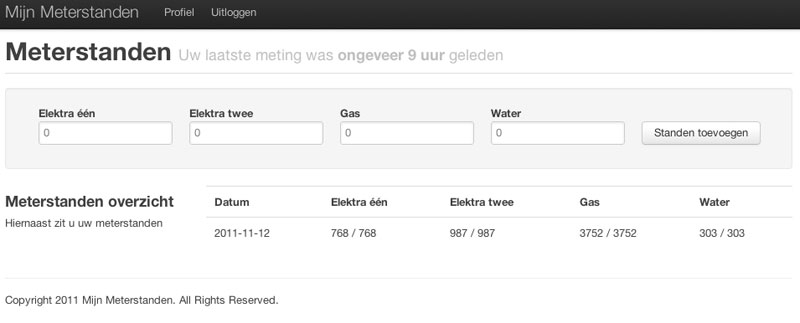 Mijn Meterstanden Profiel Uitloggen
Meterstanden Uw laatste meting was ongeveer 9 uur geleden
Elektra één Elektra twee Gas Water
0 0 0 0 Standen toevoegen
Meterstanden overzicht
Hiernaast zit u uw meterstanden
Datum Elektra één Elektra twee Gas Water
2011-11-12 768 / 768 987 / 987 3752 / 3752 303 / 303
Copyright 2011 Mijn Meterstanden. All Rights Reserved.